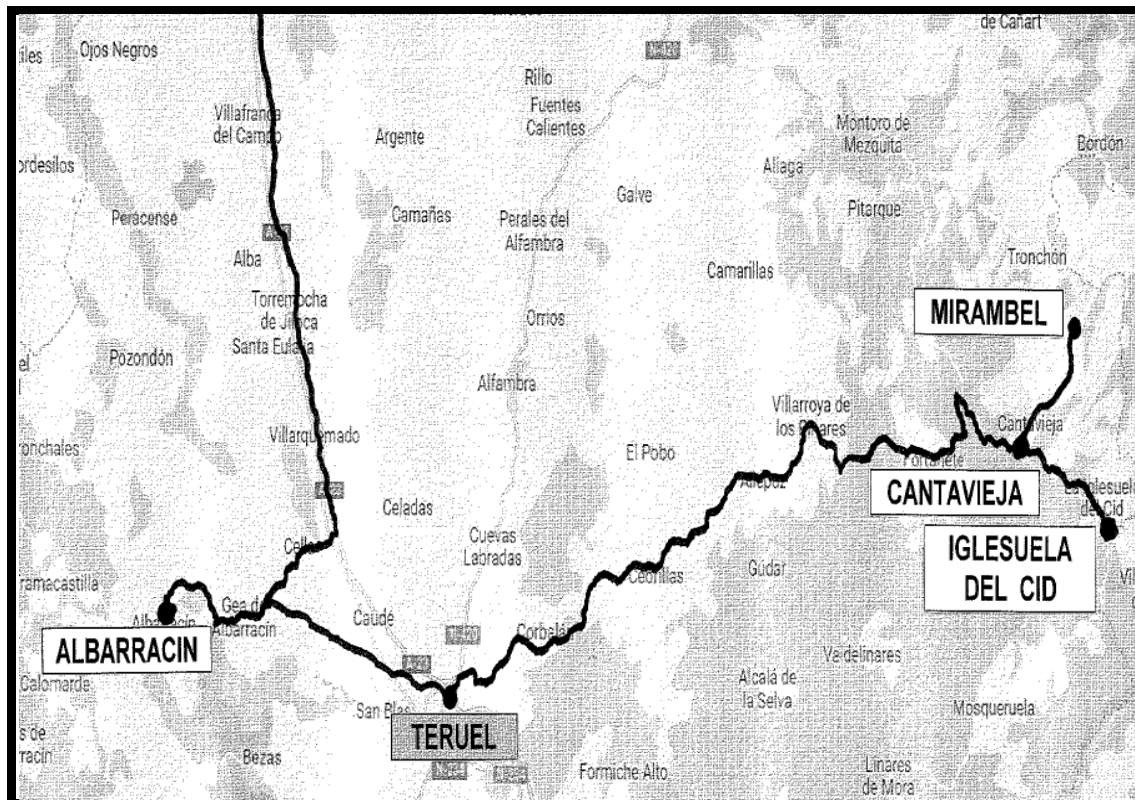 de Cañart
Ojos Negros
Rillo
Fuentes
Calientes
Villafranca
del Campo
Argente
Montoro de
Mezquita
Bordón
Aliaga
Galve
Peracense
Camañas
Perales del
Alfambra
Pitarque
Alba
Camarillas
Tronchón
Torremocha
de Jiloca
Santa Eulalia
Orrios
MIRAMBEL
Pozondón
Alfambra
Villarroya de
los Pinares
Cantavieja
Villarquemado
El Pobo
Fortanete
CANTAVIEJA
La Iglesuela
del Cid
Celadas
Cuevas
Labradas
IGLESUELA
DEL CID
Cella
Gudar
Cedrillas
Gea de
Albarracín
Albarracín
Caudé
Corbalán
ALBARRACIN
Valdelinares
Calomarde
Alcalá de
la Selva
San Blas
TERUEL
Mosqueruela
Bezas
Formiche Alto
Linares
de Mora